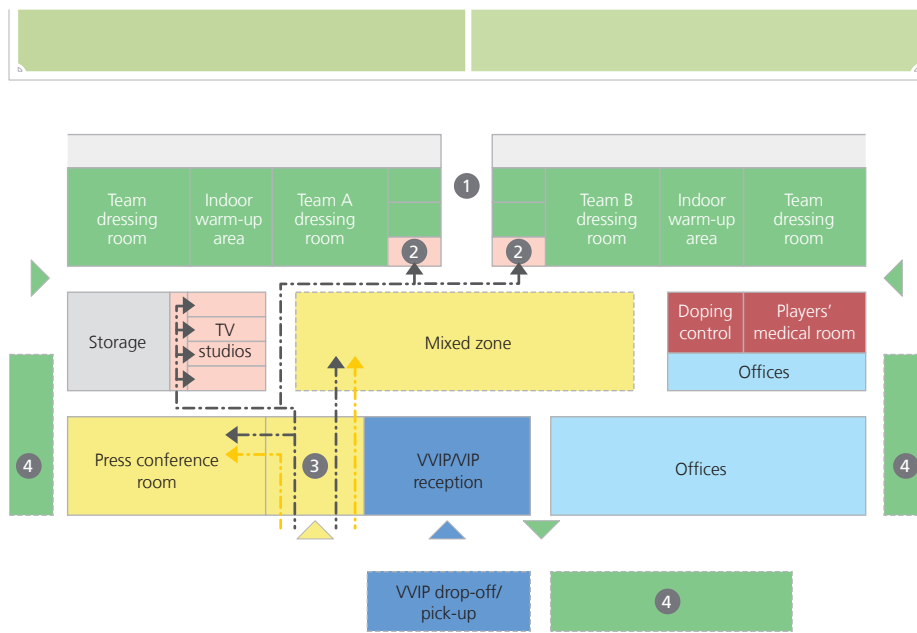 1
Team
dressing
room
Indoor
warm-up
area
Team A
dressing
room
Team B
dressing
room
Indoor
warm-up
area
Team
dressing
room
2
2
Storage
TV
studios
Mixed zone
Doping
control
Players’
medical room
Offices
4
Press conference
room
3
VVIP/VIP
reception
Offices
4
VVIP drop-off/
pick-up
4